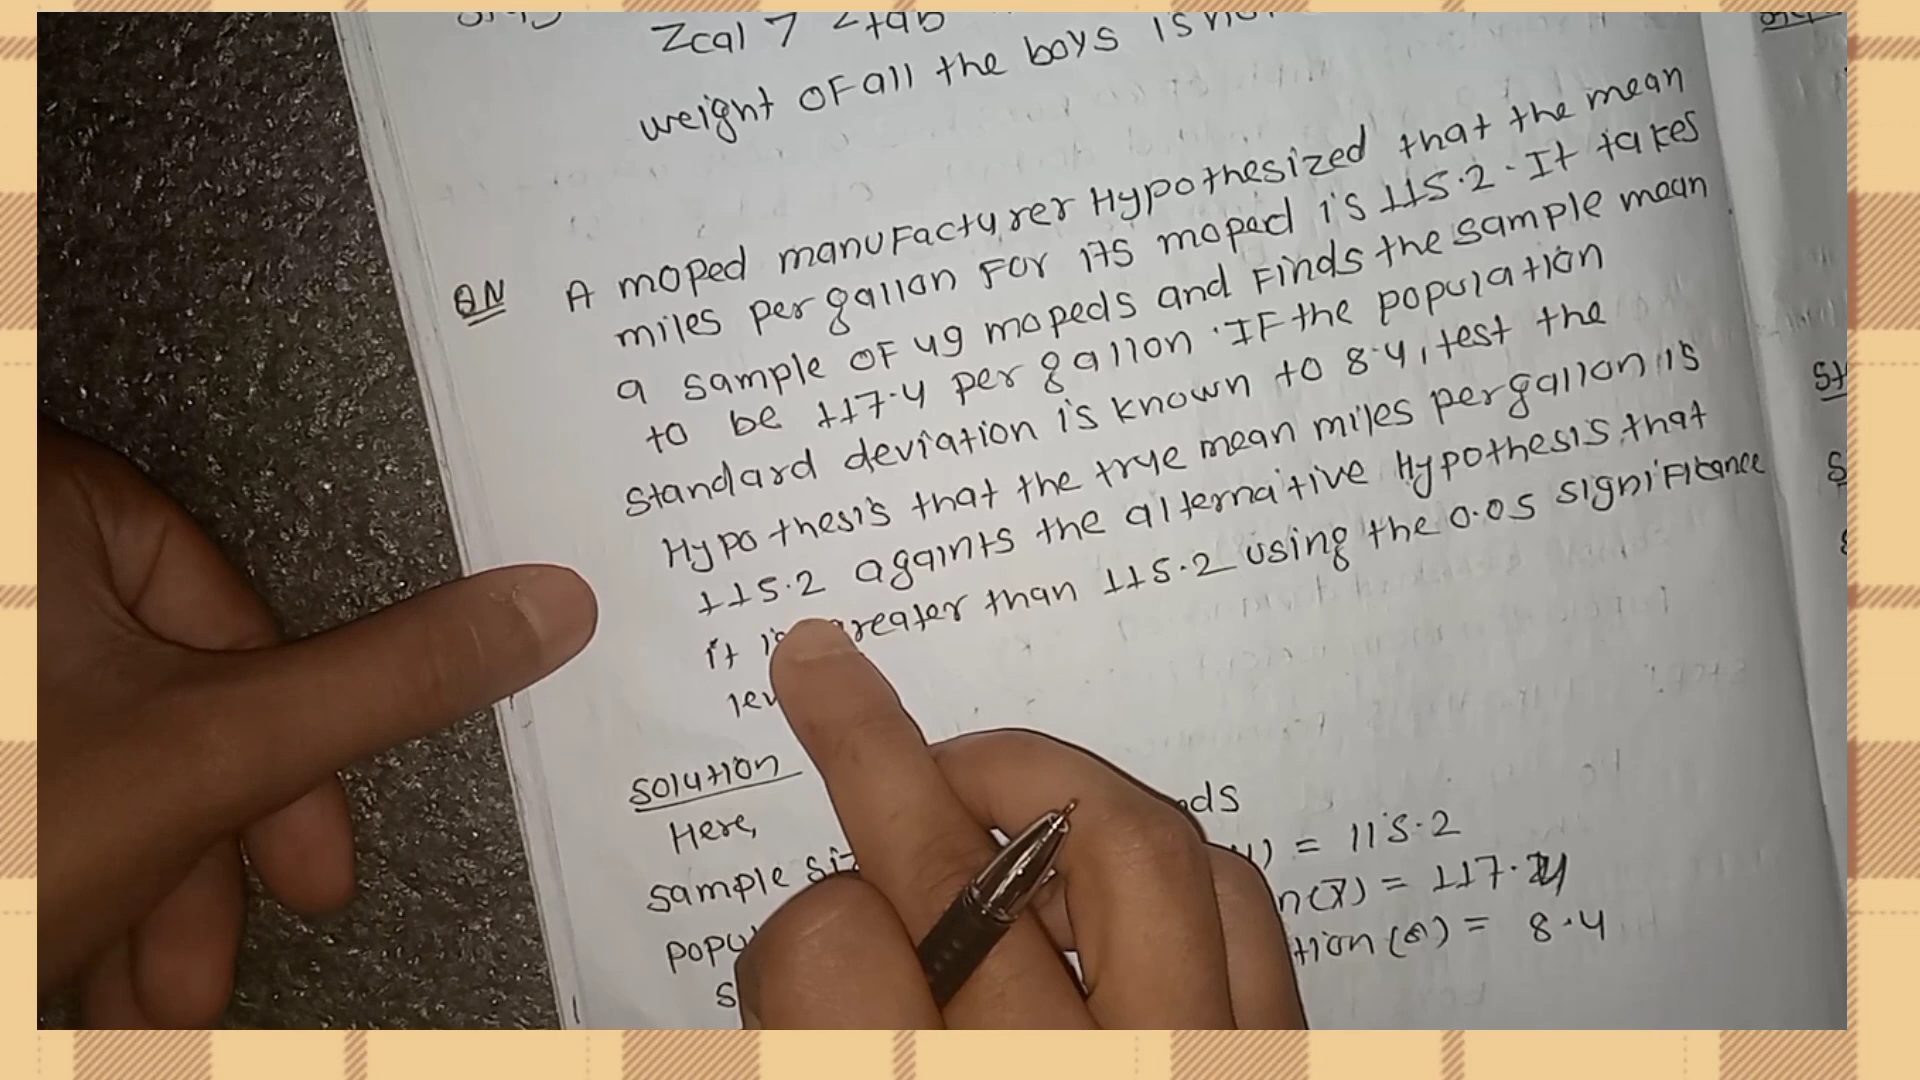 Zcal > Ztab
weight of all the boys is
QN A moped manufacturer Hypothesized that the mean
miles per gallon for its moped is 115.2. It takes
a sample of 49 mopeds and finds the sample mean
to be 117.4 per gallon. If the population
standard deviation is known to 8.4, test the
Hypothesis that the true mean miles per gallon is
115.2 againts the alternative Hypothesis that
it is greater than 115.2 using the 0.05 significance
lev
Solution
Here,
sample siz ds
popu ) = 115.2
s n(x̄) = 117.4
tion (σ) = 8.4